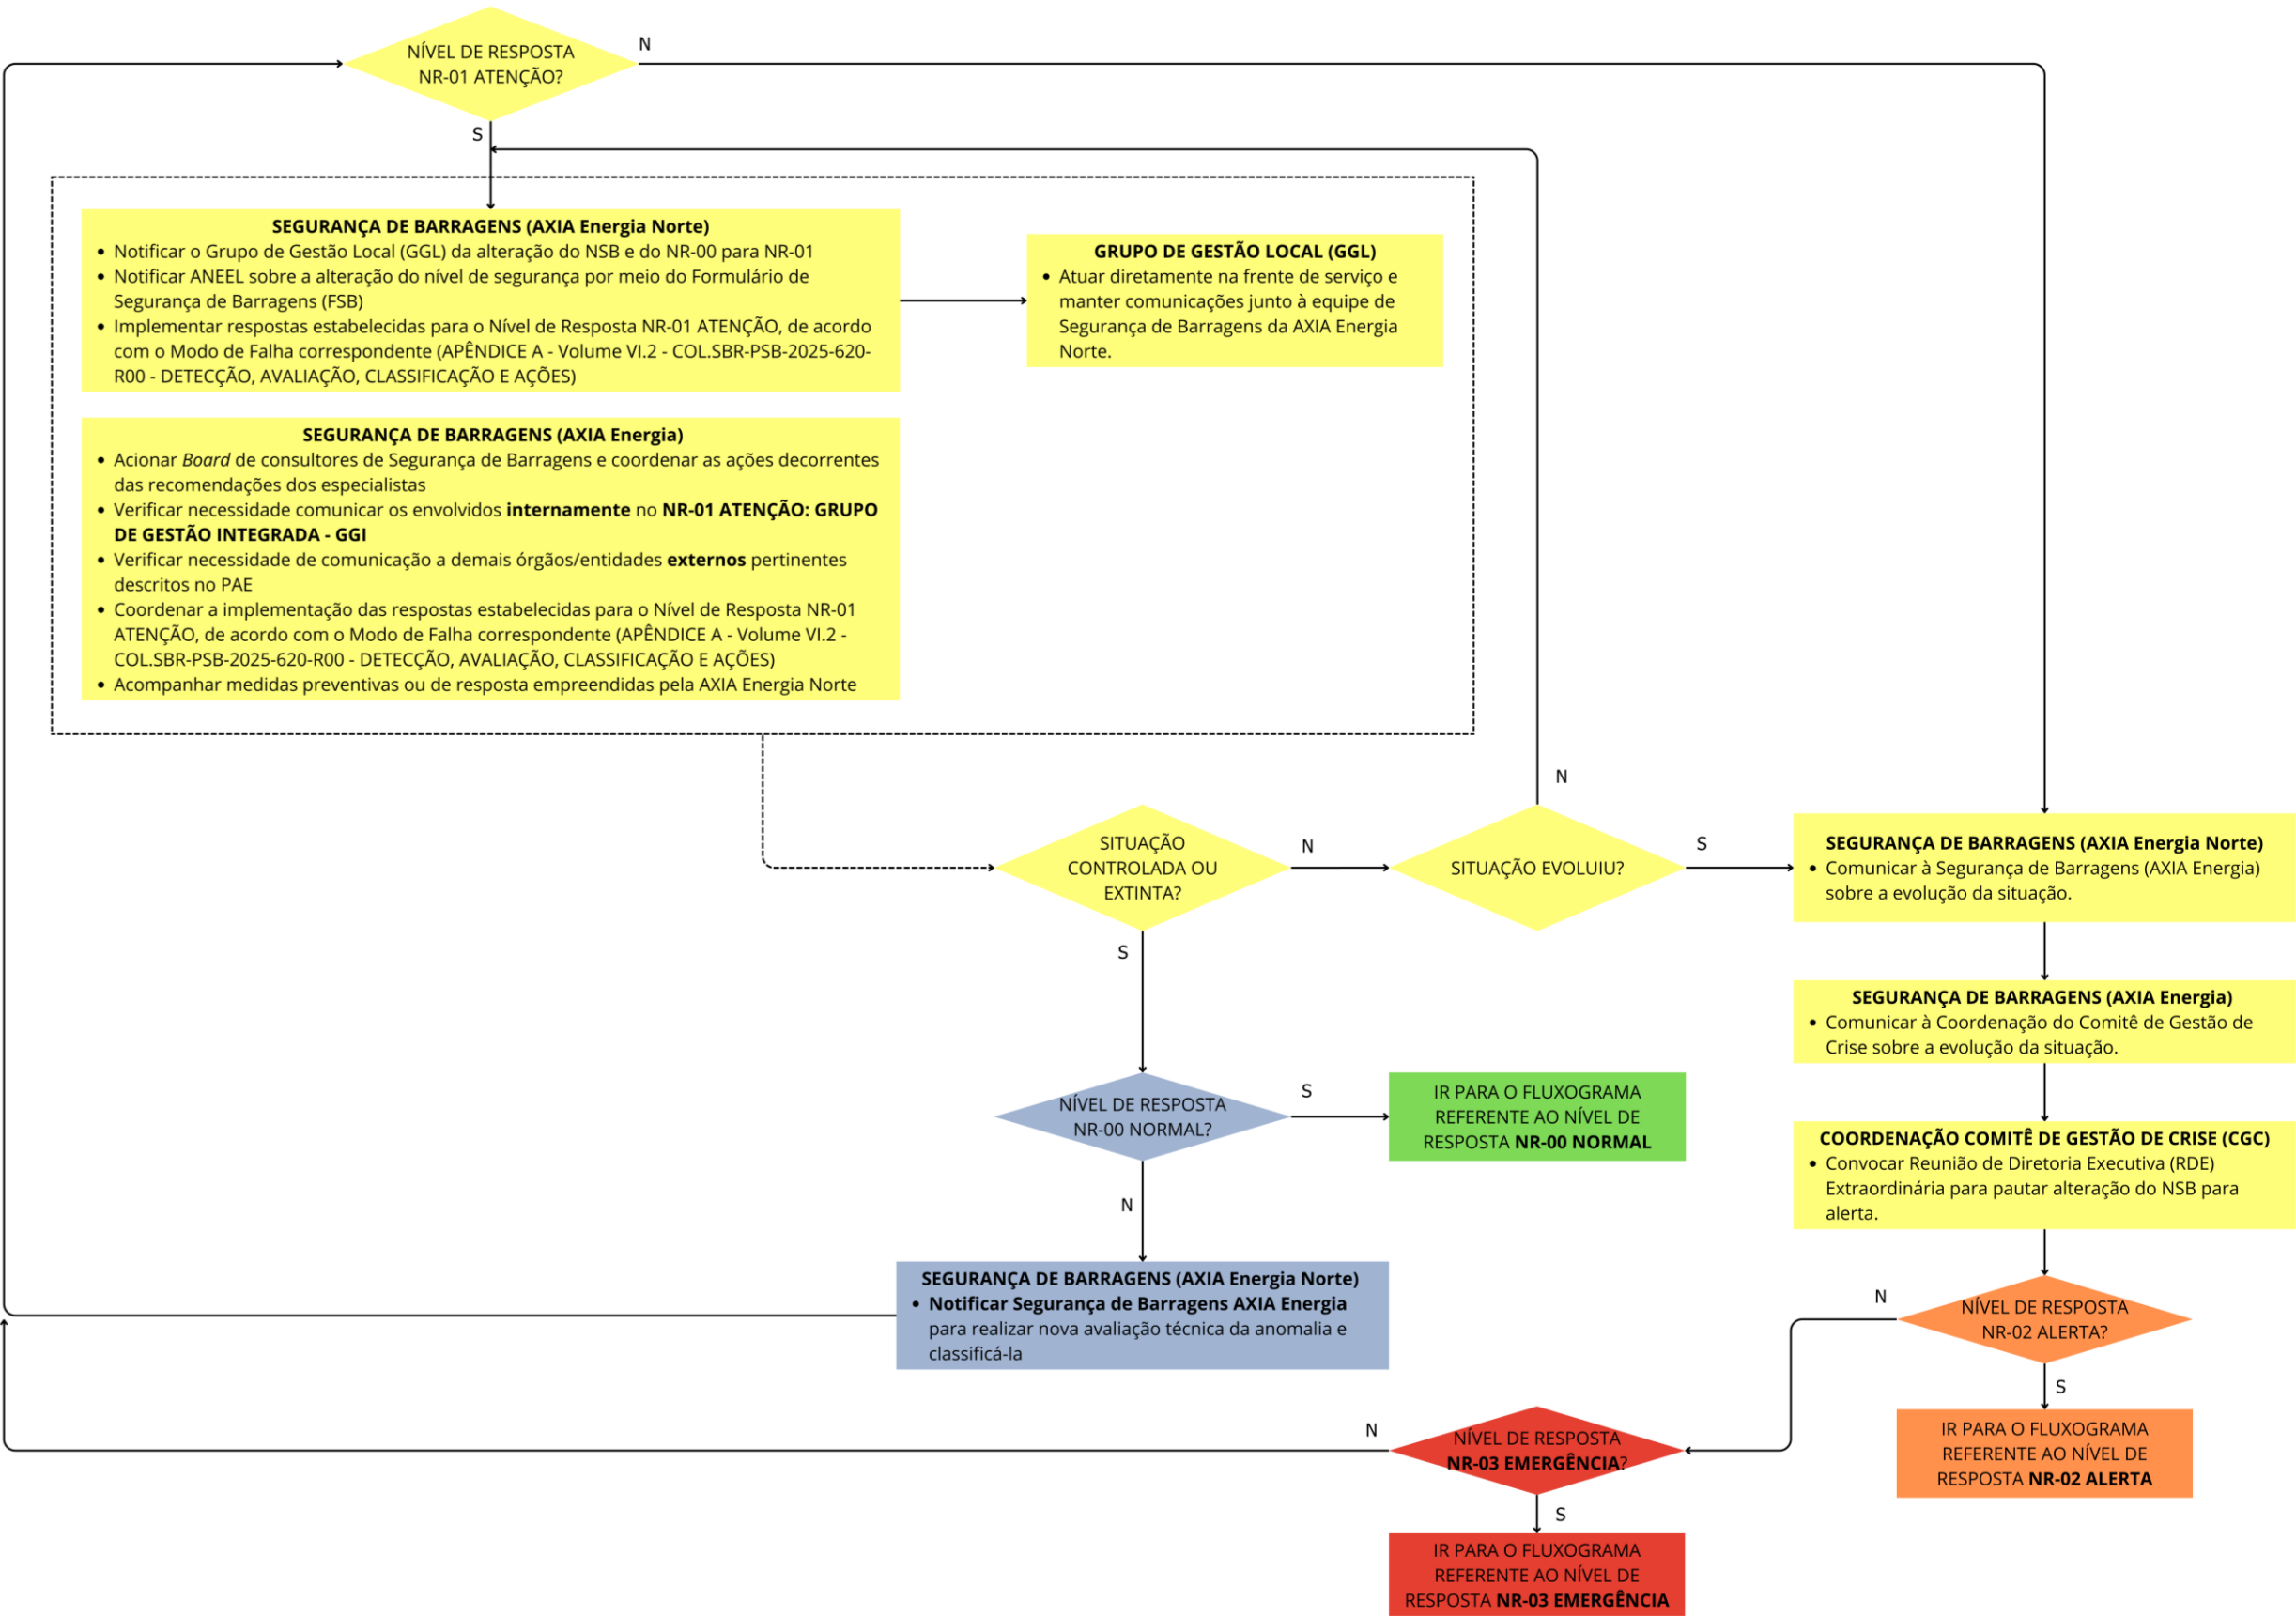 NÍVEL DE RESPOSTA
NR-01 ATENÇÃO?
N
S
SEGURANÇA DE BARRAGENS (AXIA Energia Norte)
• Notificar o Grupo de Gestão Local (GGL) da alteração do NSB e do NR-00 para NR-01
• Notificar ANEEL sobre a alteração do nível de segurança por meio do Formulário de
Segurança de Barragens (FSB)
• Implementar respostas estabelecidas para o Nível de Resposta NR-01 ATENÇÃO, de acordo
com o Modo de Falha correspondente (APÊNDICE A - Volume VI.2 - COL.SBR-PSB-2025-620-
R00 - DETECÇÃO, AVALIAÇÃO, CLASSIFICAÇÃO E AÇÕES)
GRUPO DE GESTÃO LOCAL (GGL)
• Atuar diretamente na frente de serviço e
manter comunicações junto à equipe de
Segurança de Barragens da AXIA Energia
Norte.
SEGURANÇA DE BARRAGENS (AXIA Energia)
• Acionar Board de consultores de Segurança de Barragens e coordenar as ações decorrentes
das recomendações dos especialistas
• Verificar necessidade comunicar os envolvidos internamente no NR-01 ATENÇÃO: GRUPO
DE GESTÃO INTEGRADA - GGI
• Verificar necessidade de comunicação a demais órgãos/entidades externos pertinentes
descritos no PAE
• Coordenar a implementação das respostas estabelecidas para o Nível de Resposta NR-01
ATENÇÃO, de acordo com o Modo de Falha correspondente (APÊNDICE A - Volume VI.2 -
COL.SBR-PSB-2025-620-R00 - DETECÇÃO, AVALIAÇÃO, CLASSIFICAÇÃO E AÇÕES)
• Acompanhar medidas preventivas ou de resposta empreendidas pela AXIA Energia Norte
SITUAÇÃO
CONTROLADA OU
EXTINTA?
N
SITUAÇÃO EVOLUIU?
N
S
SEGURANÇA DE BARRAGENS (AXIA Energia Norte)
• Comunicar à Segurança de Barragens (AXIA Energia)
sobre a evolução da situação.
SEGURANÇA DE BARRAGENS (AXIA Energia)
• Comunicar à Coordenação do Comitê de Gestão de
Crise sobre a evolução da situação.
COORDENAÇÃO COMITÊ DE GESTÃO DE CRISE (CGC)
• Convocar Reunião de Diretoria Executiva (RDE)
Extraordinária para pautar alteração do NSB para
alerta.
S
NÍVEL DE RESPOSTA
NR-00 NORMAL?
S
IR PARA O FLUXOGRAMA
REFERENTE AO NÍVEL DE
RESPOSTA NR-00 NORMAL
N
SEGURANÇA DE BARRAGENS (AXIA Energia Norte)
• Notificar Segurança de Barragens AXIA Energia
para realizar nova avaliação técnica da anomalia e
classificá-la
NÍVEL DE RESPOSTA
NR-02 ALERTA?
N
S
IR PARA O FLUXOGRAMA
REFERENTE AO NÍVEL DE
RESPOSTA NR-02 ALERTA
NÍVEL DE RESPOSTA
NR-03 EMERGÊNCIA?
N
S
IR PARA O FLUXOGRAMA
REFERENTE AO NÍVEL DE
RESPOSTA NR-03 EMERGÊNCIA